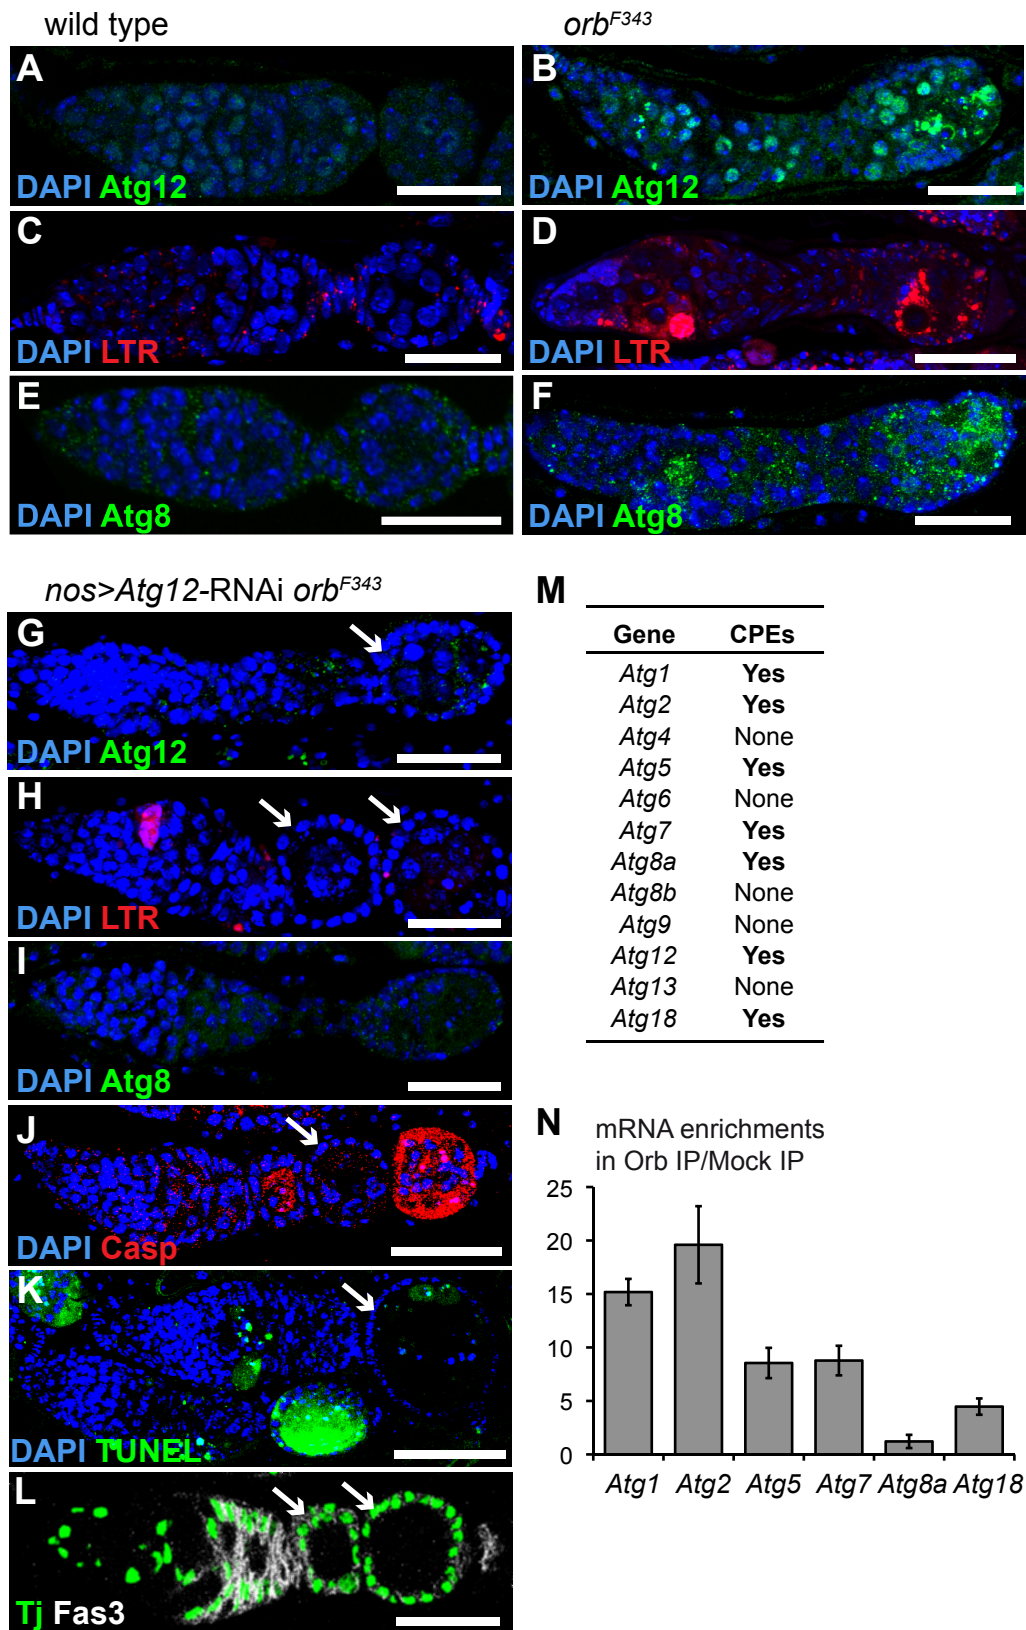 wild type
orbF343
A
DAPI Atg12
B
DAPI Atg12
C
DAPI LTR
D
DAPI LTR
E
DAPI Atg8
F
DAPI Atg8
nos>Atg12-RNAi orbF343
G
DAPI Atg12
H
DAPI LTR
I
DAPI Atg8
J
DAPI Casp
K
DAPI TUNEL
L
Tj Fas3
M
Gene CPEs
Atg1 Yes
Atg2 Yes
Atg4 None
Atg5 Yes
Atg6 None
Atg7 Yes
Atg8a Yes
Atg8b None
Atg9 None
Atg12 Yes
Atg13 None
Atg18 Yes
N
mRNA enrichments
in Orb IP/Mock IP
25
20
15
10
5
0
Atg1 Atg2 Atg5 Atg7 Atg8a Atg18